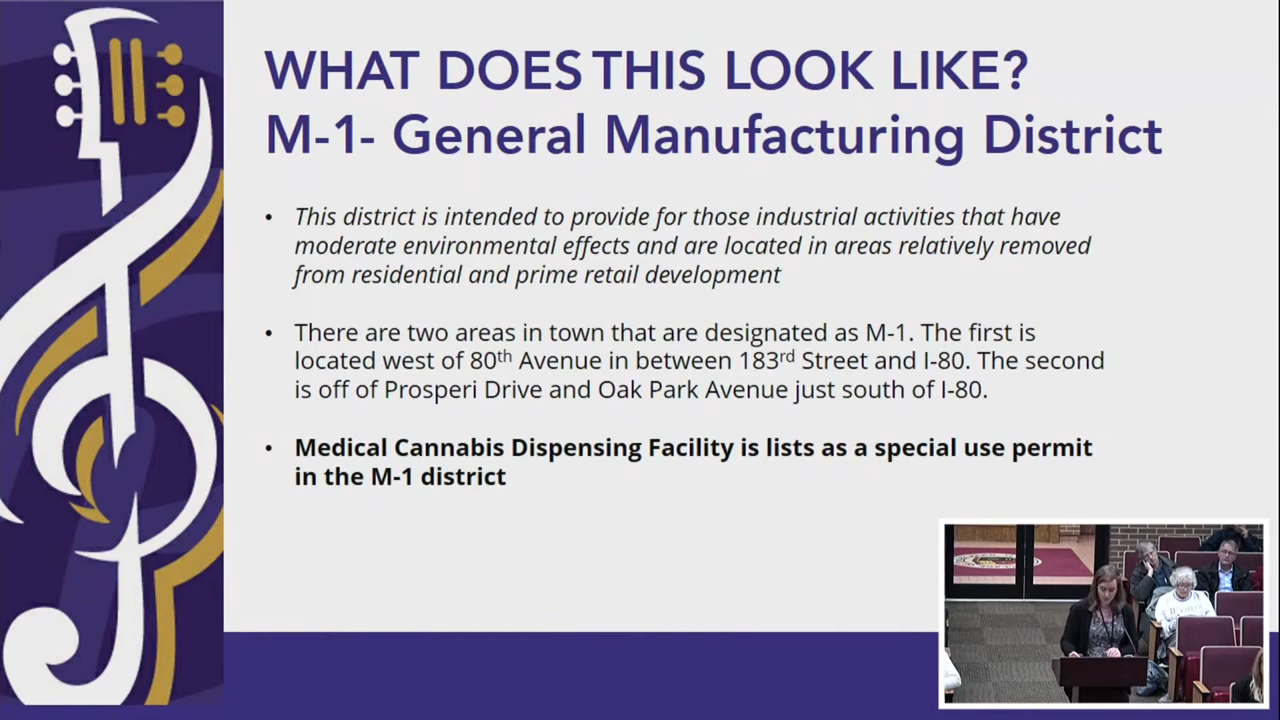 WHAT DOES THIS LOOK LIKE?
M-1- General Manufacturing District
• This district is intended to provide for those industrial activities that have
moderate environmental effects and are located in areas relatively removed
from residential and prime retail development
• There are two areas in town that are designated as M-1. The first is
located west of 80th Avenue in between 183rd Street and I-80. The second
is off of Prosperi Drive and Oak Park Avenue just south of I-80.
• Medical Cannabis Dispensing Facility is lists as a special use permit
in the M-1 district